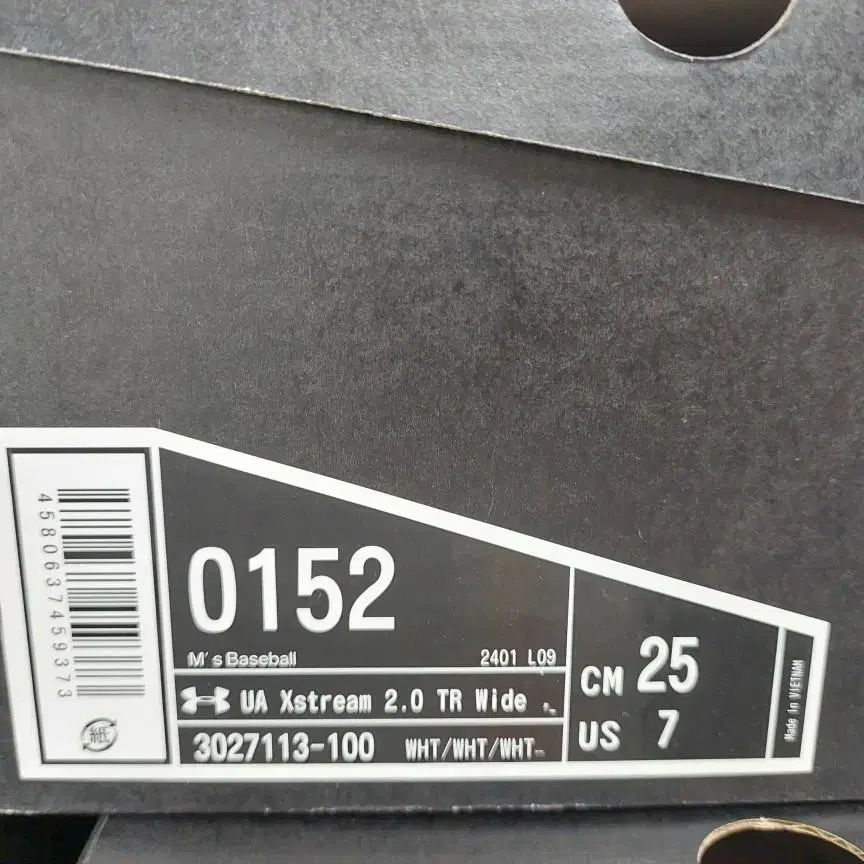 4580637459373
紙
0152
M's Baseball 2401 L09
UA Xstream 2.0 TR Wide
3027113-100 WHT/WHT/WHT
CM 25
US 7
Made in VIETNAM